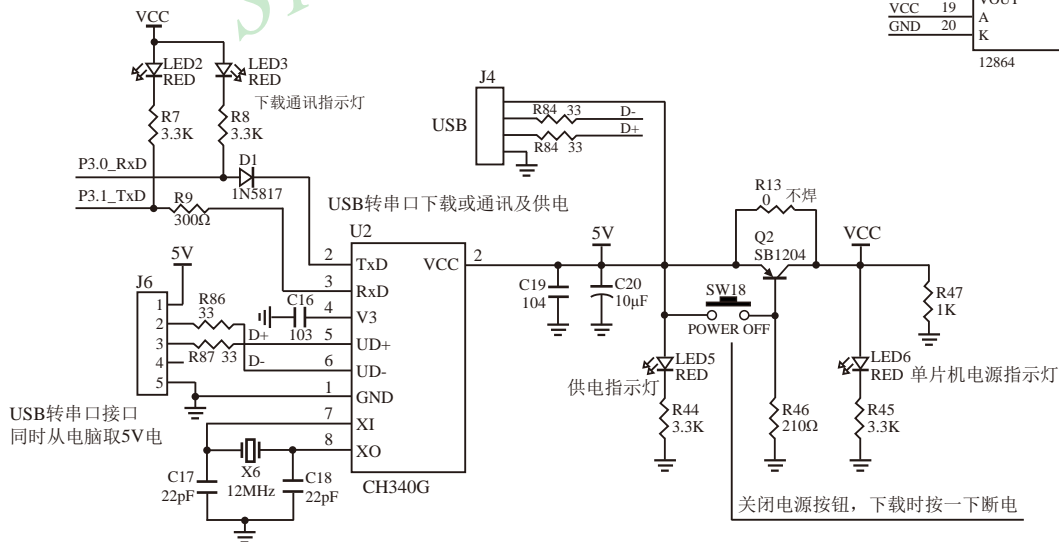 VCC
VOUT
VCC 19 A
GND 20 K
12864
LED2
RED
LED3
RED
下载通讯指示灯
R7
3.3K
R8
3.3K
J4
USB
R84 33 D-
R84 33 D+
P3.0_RxD
D1
1N5817
P3.1_TxD
R9
300Ω
USB转串口下载或通讯及供电
R13
0 不焊
U2
2 TxD
3 RxD
4 V3
5 UD+
6 UD-
1 GND
7 XI
8 XO
VCC 2
CH340G
5V
J6
1
2
3
4
5
R86
33
D+
R87 33 D-
C16
103
USB转串口接口
同时从电脑取5V电
C17
22pF
X6
12MHz
C18
22pF
5V
C19
104
C20
10μF
Q2
SB1204
VCC
SW18
POWER OFF
R47
1K
LED5
RED
供电指示灯
LED6
RED 单片机电源指示灯
R44
3.3K
R46
210Ω
R45
3.3K
关闭电源按钮，下载时按一下断电